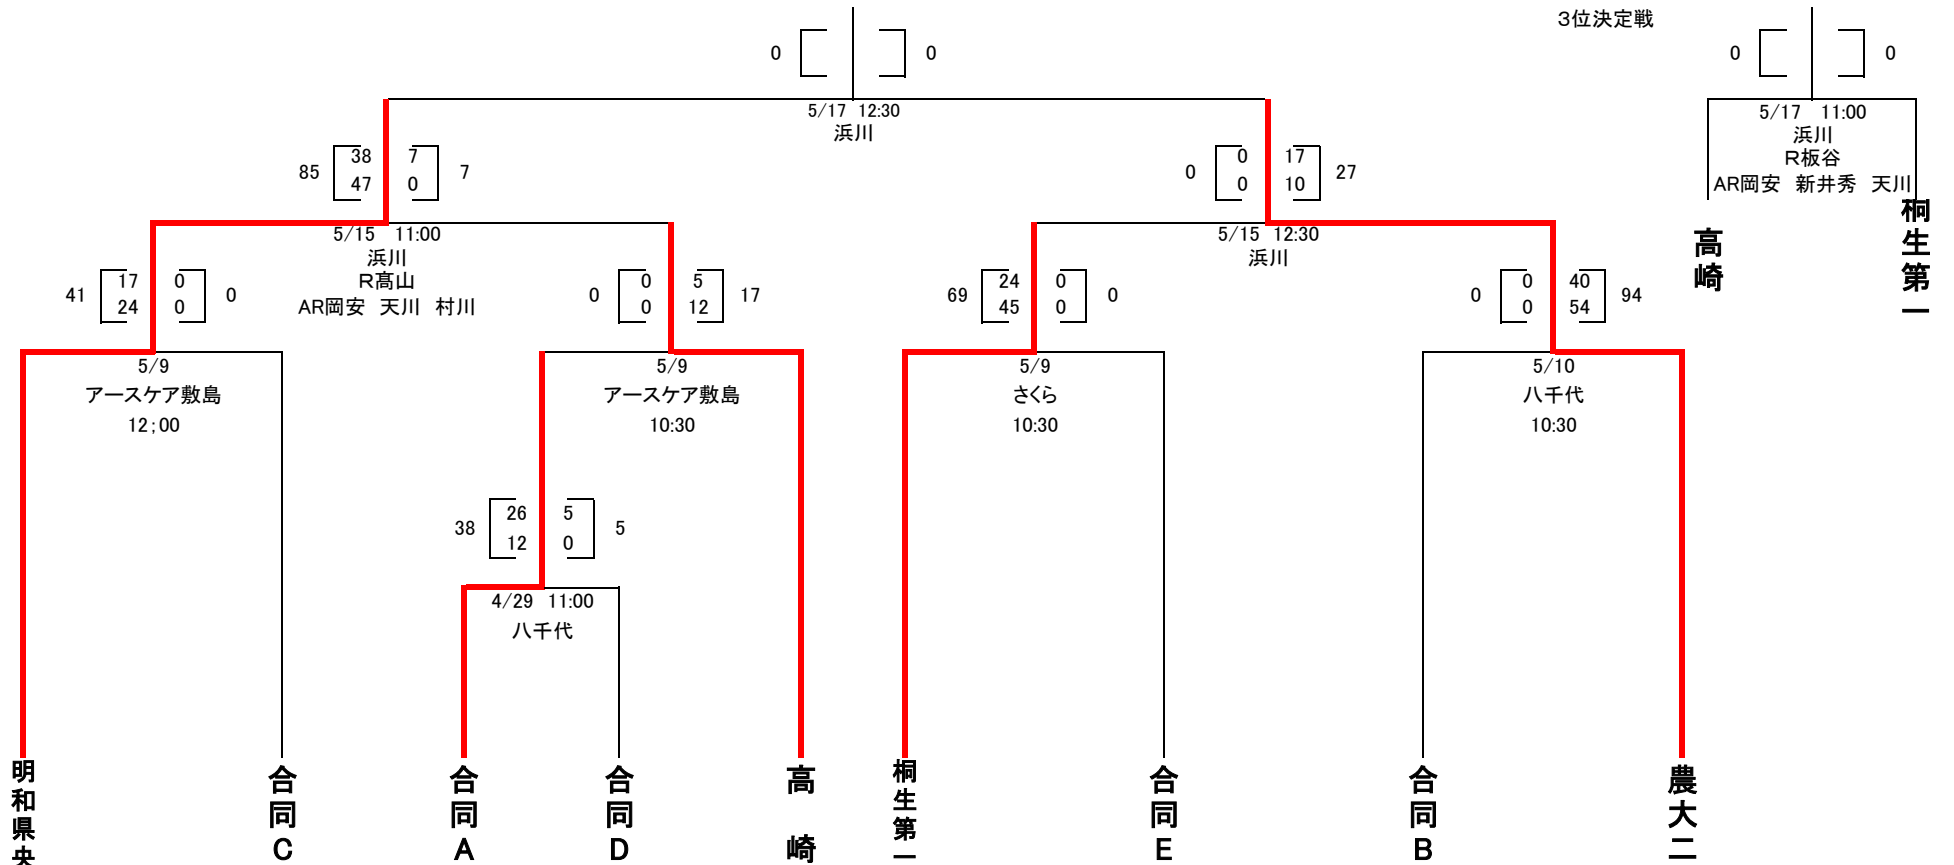 3位決定戦
0 0
0 0
5/17 12:30
浜川
5/17 11:00
浜川
R板谷
AR岡安 新井秀 天川
高崎
桐生第一
85 38 7 7
47 0
0 0 17 27
0 10
5/15 11:00
浜川
R髙山
AR岡安 天川 村川
5/15 12:30
浜川
41 17 0 0
24 0
0 0 5 17
0 12
69 24 0 0
45 0
0 0 40 94
0 54
5/9
アースケア敷島
12;00
5/9
アースケア敷島
10:30
5/9
さくら
10:30
5/10
八千代
10:30
38 26 5 5
12 0
4/29 11:00
八千代
明和県央
合同C
合同A
合同D
高崎
桐生第一
合同E
合同B
農大二